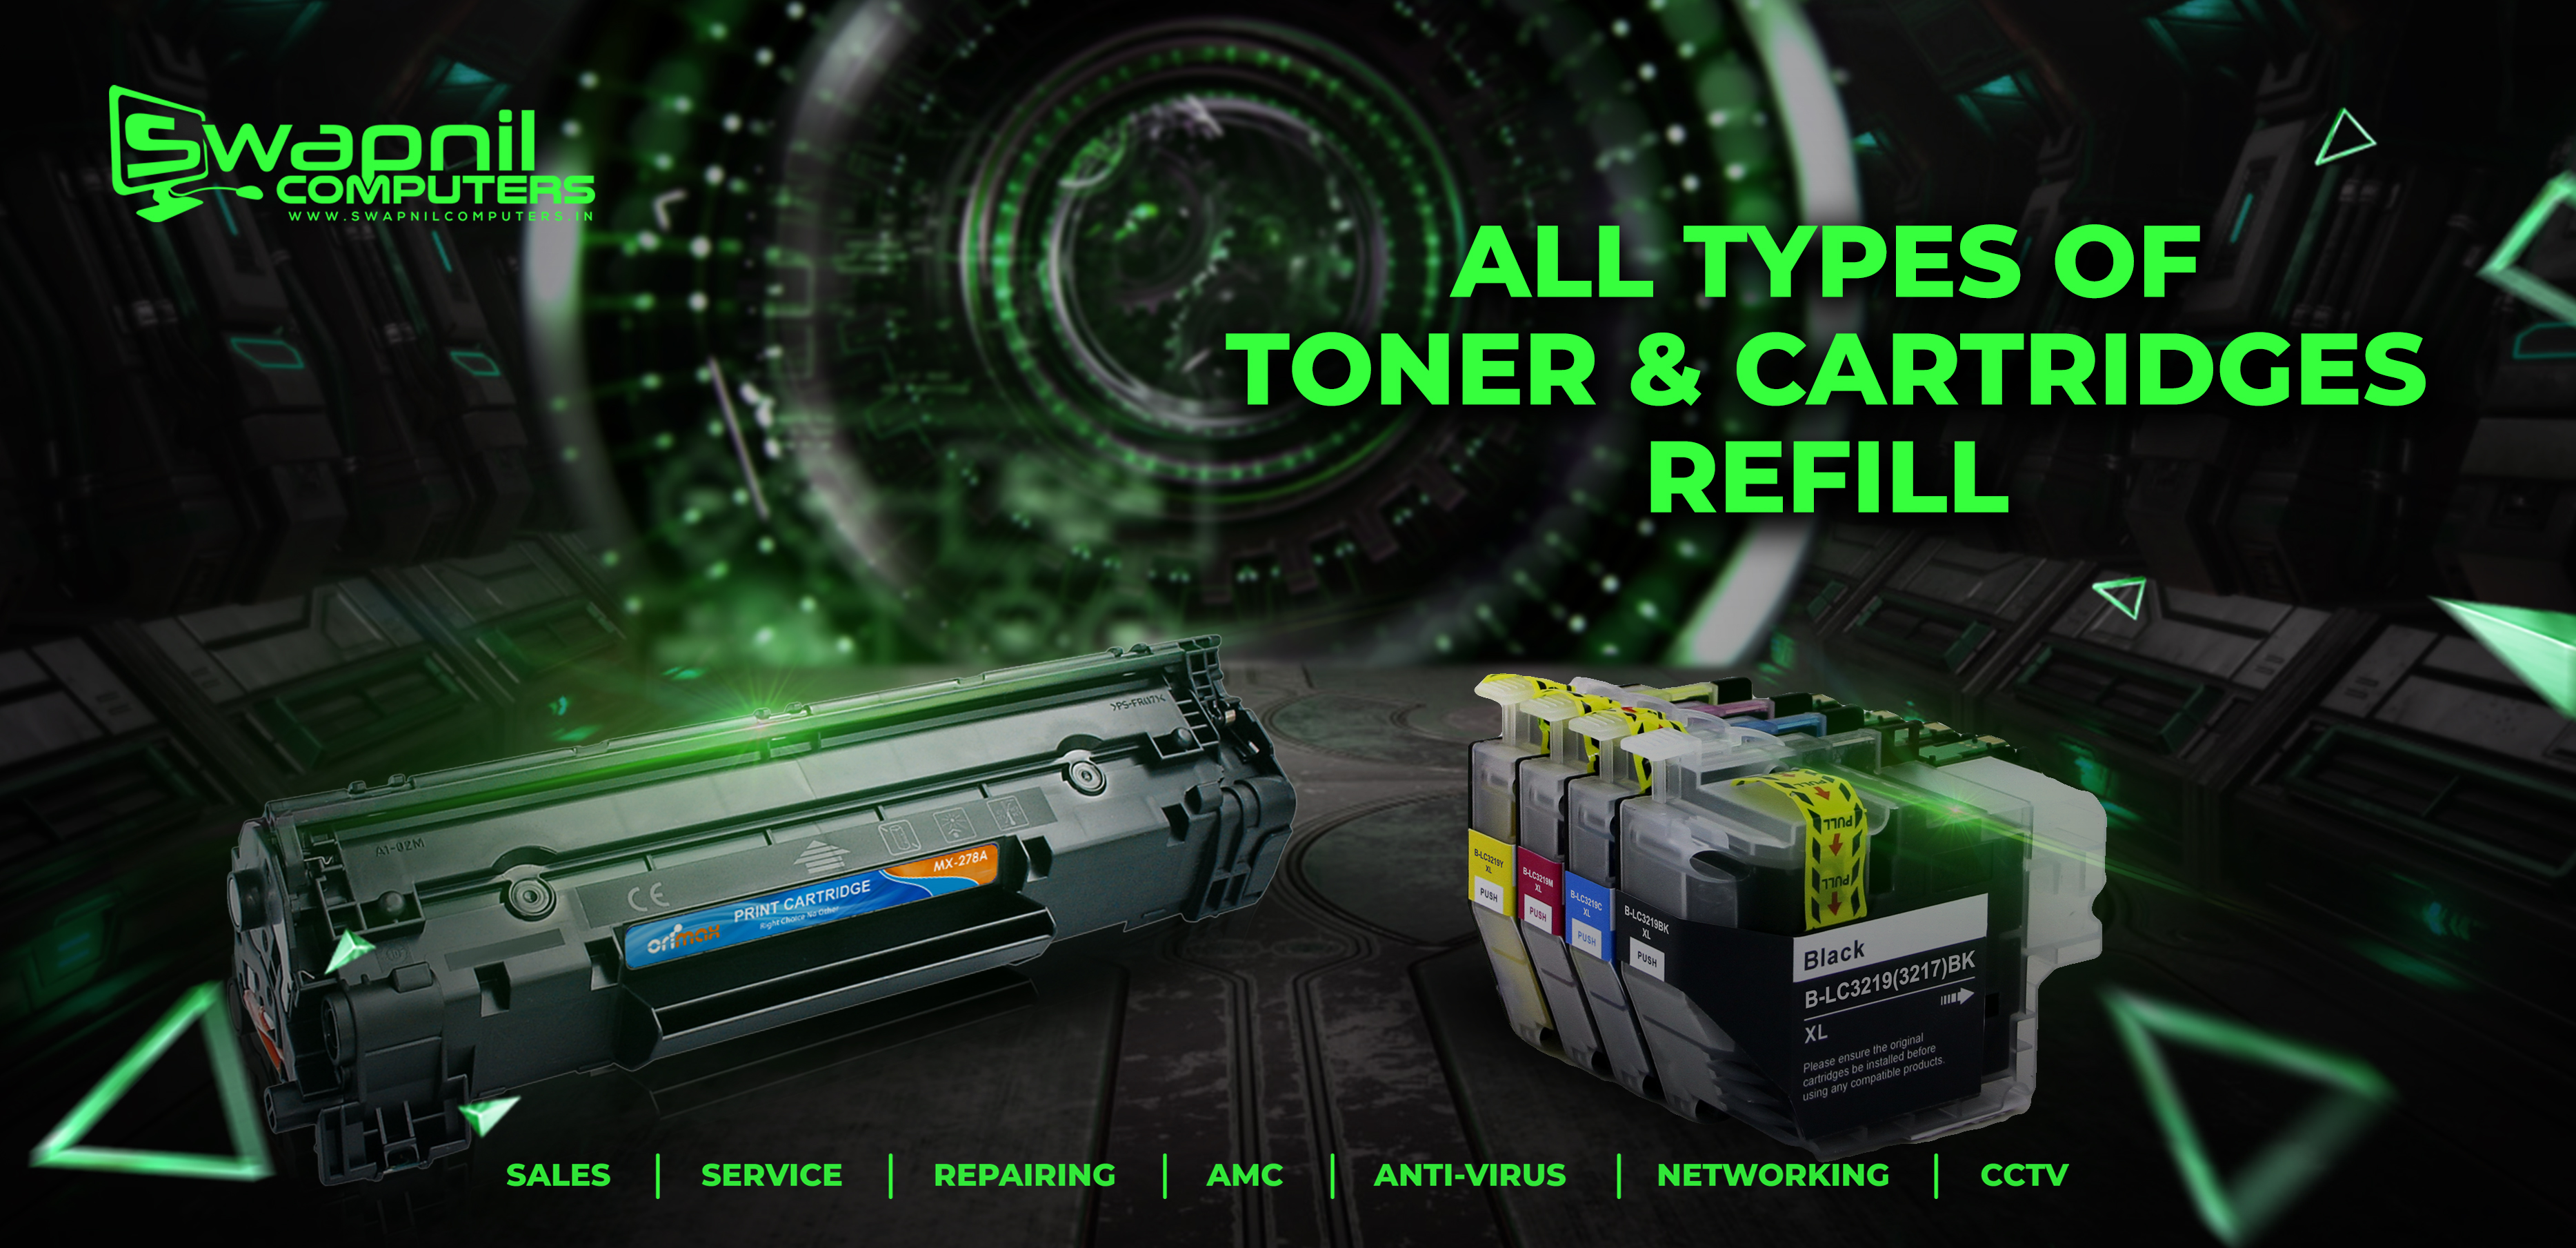 Swapnil
COMPUTERS
WWW.SWAPNILCOMPUTERS.IN
ALL TYPES OF
TONER & CARTRIDGES
REFILL
>PS-FR(17)<
A1-02M
CE
orimax
PRINT CARTRIDGE
Right Choice No Other
MX-278A
B-LC3219Y
XL
PUSH
B-LC3219M
XL
PUSH
B-LC3219C
XL
PUSH
B-LC3219BK
XL
PUSH
PULL
PULL
Black
B-LC3219(3217)BK
XL
Please ensure the original
cartridges be installed before
using any compatible products.
SALES | SERVICE | REPAIRING | AMC | ANTI-VIRUS | NETWORKING | CCTV